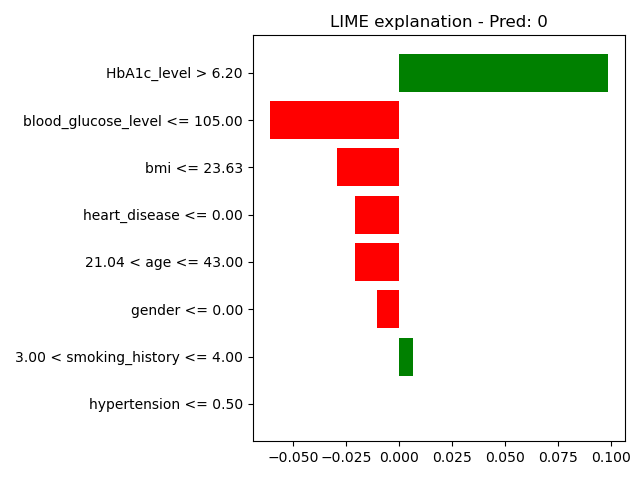 LIME explanation - Pred: 0
HbA1c_level > 6.20
blood_glucose_level <= 105.00
bmi <= 23.63
heart_disease <= 0.00
21.04 < age <= 43.00
gender <= 0.00
3.00 < smoking_history <= 4.00
hypertension <= 0.50
−0.050 −0.025 0.000 0.025 0.050 0.075 0.100